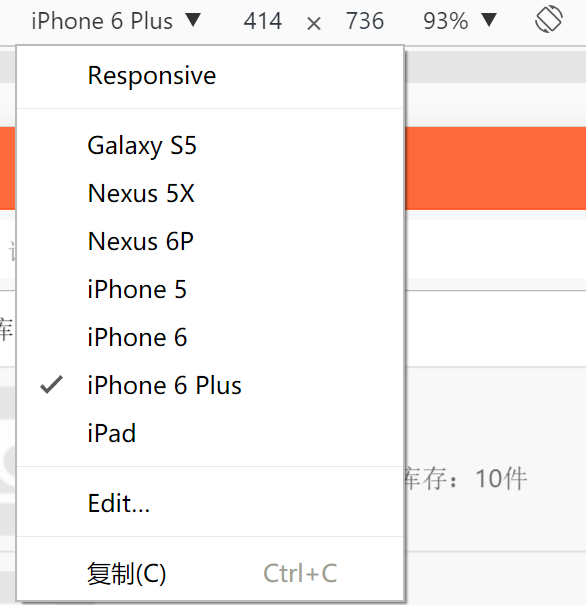 iPhone 6 Plus ▼ 414 × 736 93% ▼
Responsive
Galaxy S5
Nexus 5X
Nexus 6P
iPhone 5
库
iPhone 6
iPhone 6 Plus
iPad
库存：10件
Edit...
复制(C) Ctrl+C